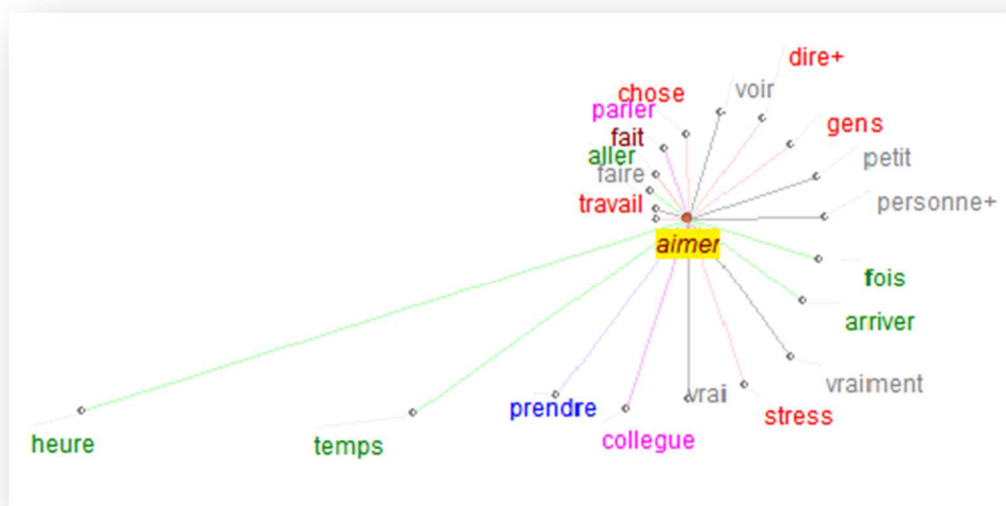 dire+
voir
chose
parler
gens
fait
aller
petit
faire
travail
personne+
aimer
fois
arriver
vraiment
vrai
prendre
stress
collegue
heure
temps